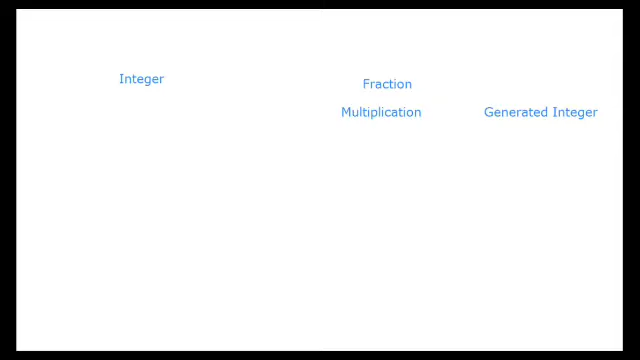 Integer
Fraction
Multiplication
Generated Integer